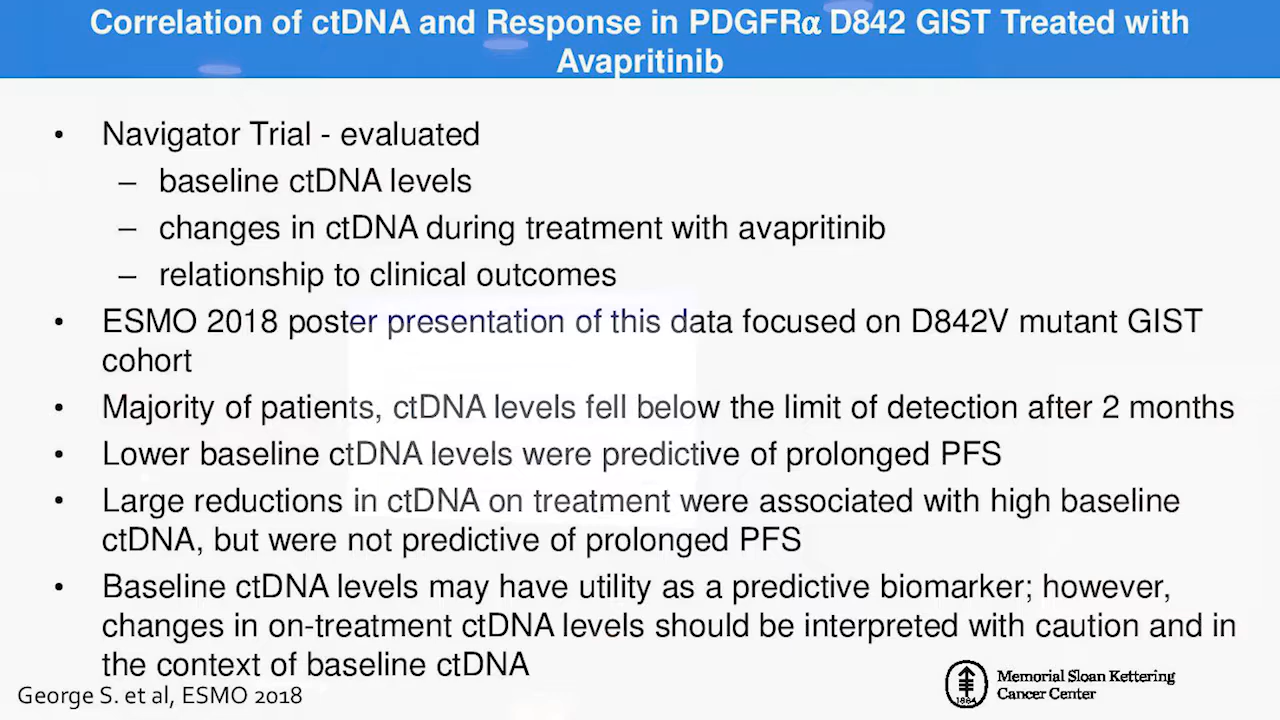 Correlation of ctDNA and Response in PDGFRα D842 GIST Treated with
Avapritinib
• Navigator Trial - evaluated
– baseline ctDNA levels
– changes in ctDNA during treatment with avapritinib
– relationship to clinical outcomes
• ESMO 2018 poster presentation of this data focused on D842V mutant GIST
cohort
• Majority of patients, ctDNA levels fell below the limit of detection after 2 months
• Lower baseline ctDNA levels were predictive of prolonged PFS
• Large reductions in ctDNA on treatment were associated with high baseline
ctDNA, but were not predictive of prolonged PFS
• Baseline ctDNA levels may have utility as a predictive biomarker; however,
changes in on-treatment ctDNA levels should be interpreted with caution and in
the context of baseline ctDNA
George S. et al, ESMO 2018
1884
Memorial Sloan Kettering
Cancer Center